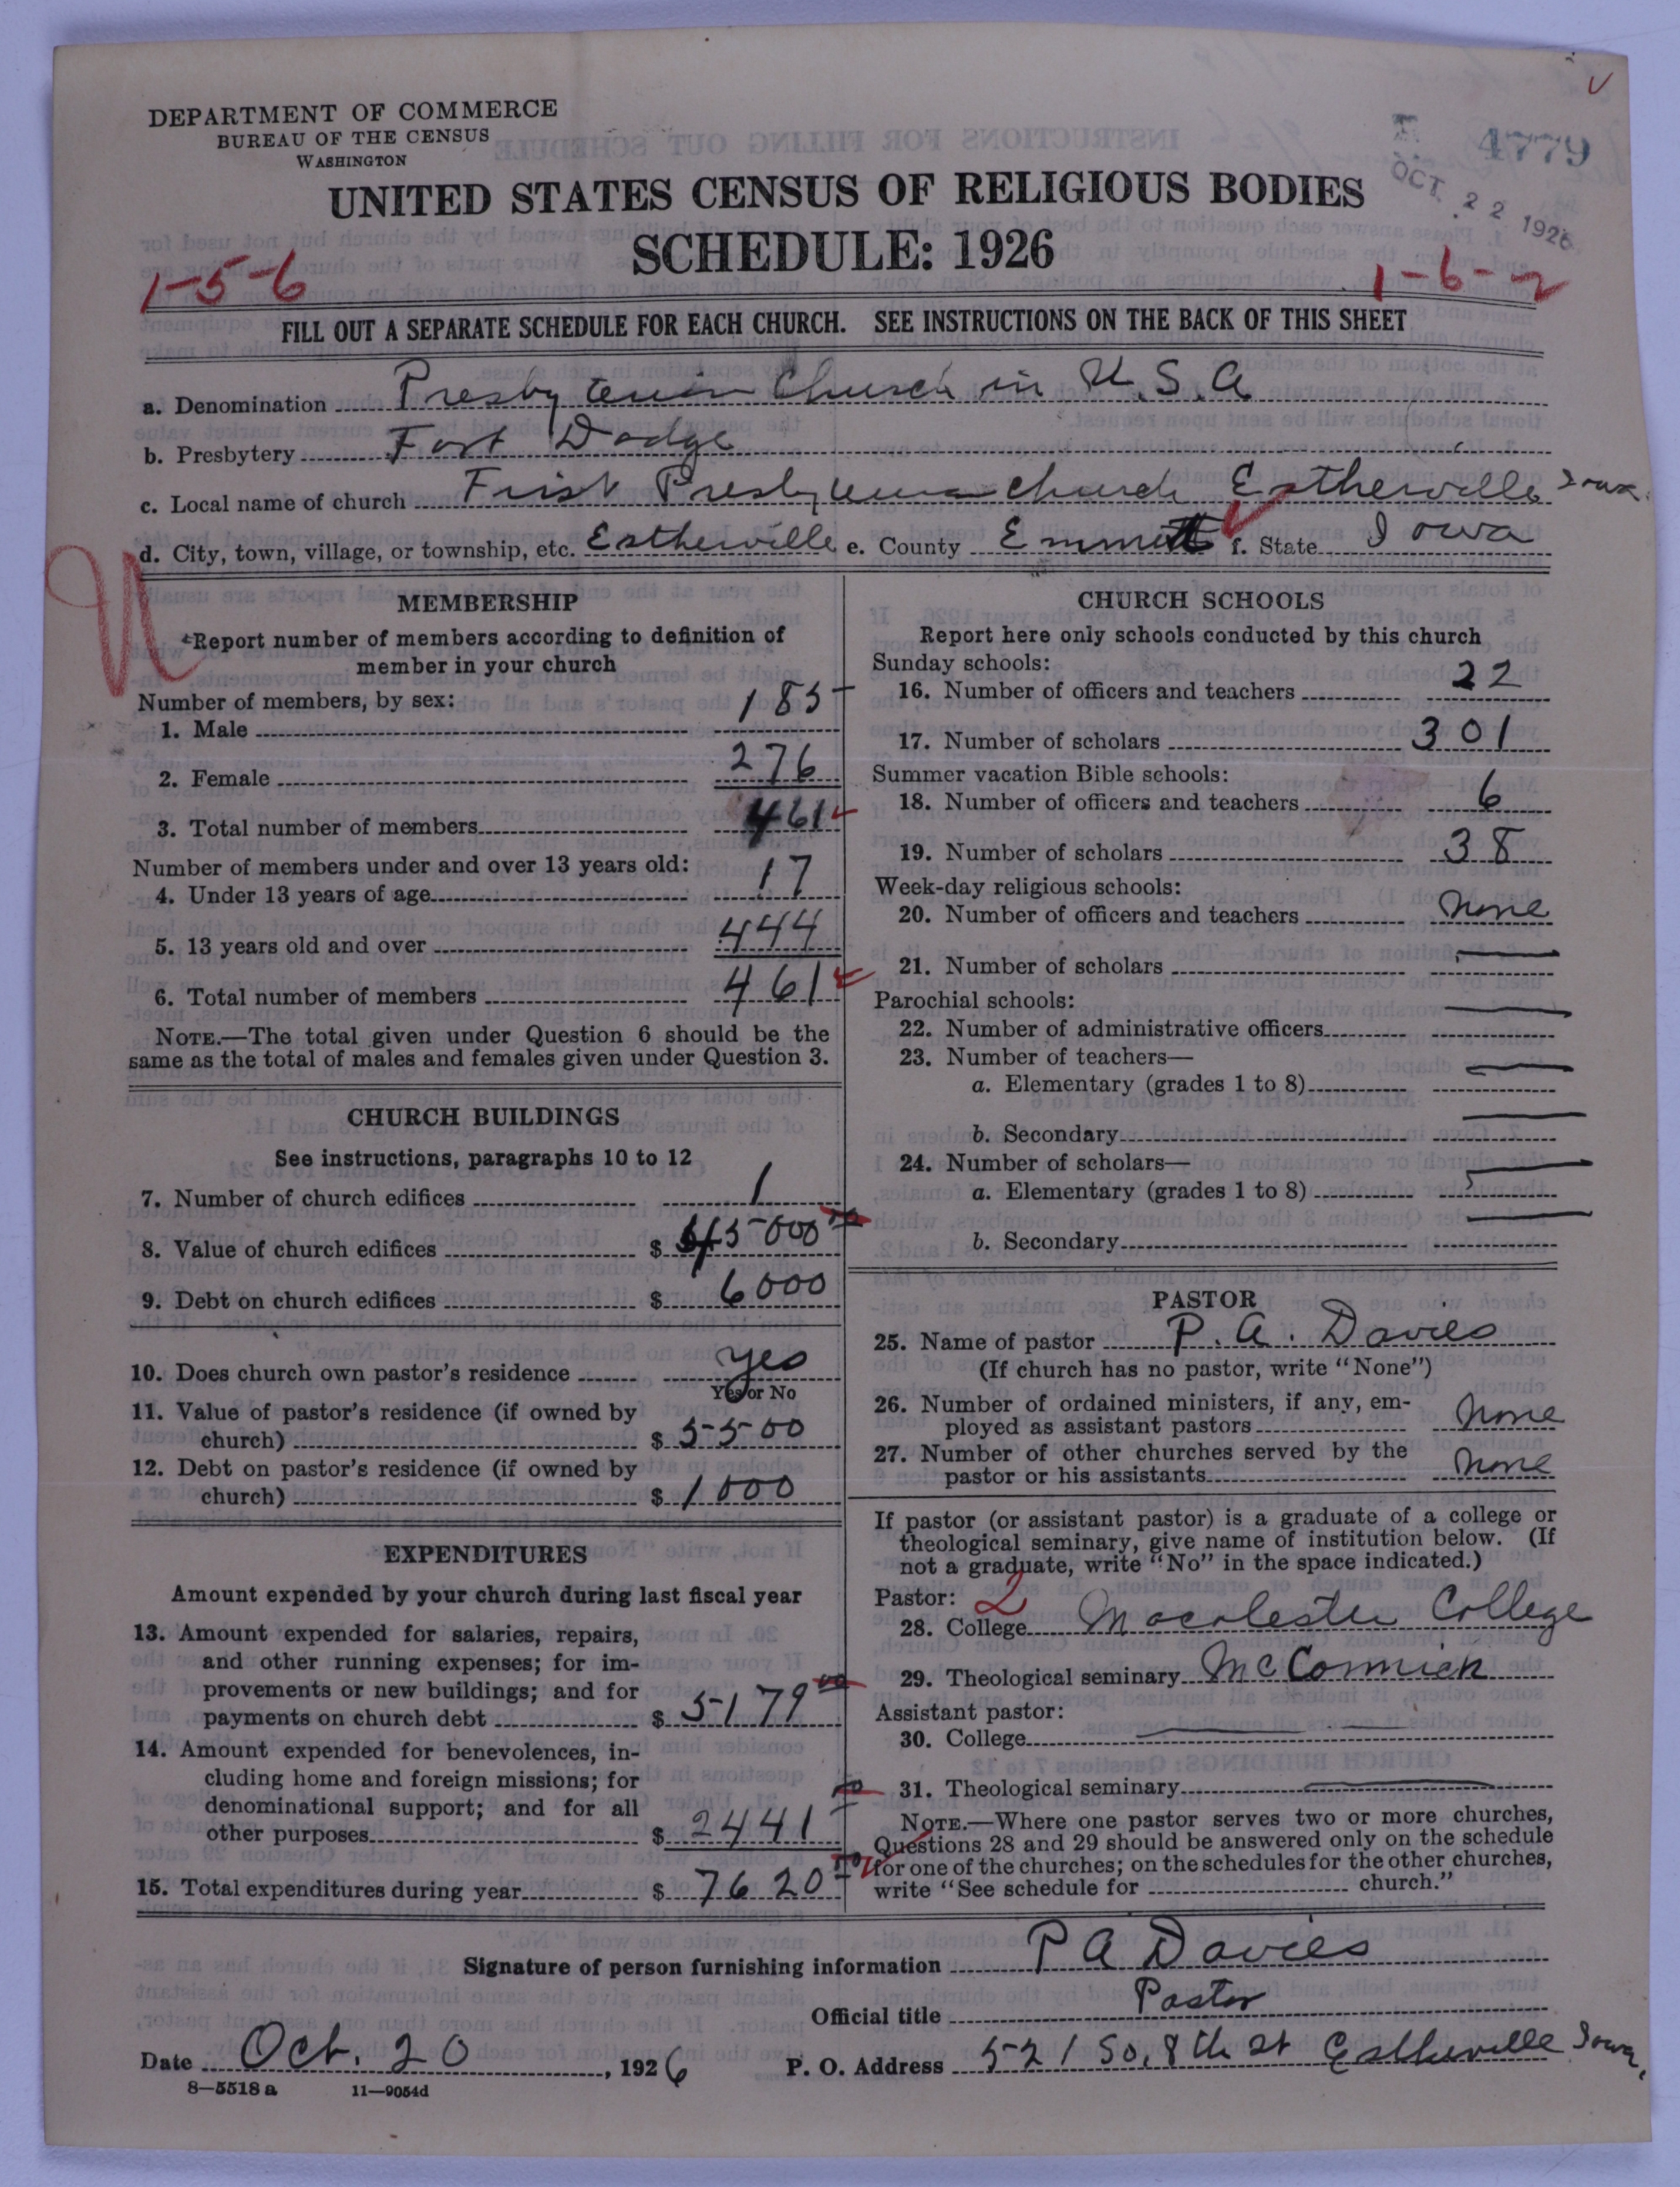 DEPARTMENT OF COMMERCE
BUREAU OF THE CENSUS
WASHINGTON
4779
OCT. 22 1926
UNITED STATES CENSUS OF RELIGIOUS BODIES
SCHEDULE: 1926
1-5-6
1-6-2
FILL OUT A SEPARATE SCHEDULE FOR EACH CHURCH. SEE INSTRUCTIONS ON THE BACK OF THIS SHEET
a. Denomination Presbyterian Church in U.S.A
b. Presbytery Fort Dodge
c. Local name of church First Presbyterian church Estherville Iowa.
d. City, town, village, or township, etc. Estherville e. County Emmett f. State Iowa
MEMBERSHIP
Report number of members according to definition of
member in your church
Number of members, by sex:
1. Male 185
2. Female 276
3. Total number of members 461
Number of members under and over 13 years old:
4. Under 13 years of age 17
5. 13 years old and over 444
6. Total number of members 461
NOTE.—The total given under Question 6 should be the
same as the total of males and females given under Question 3.
CHURCH BUILDINGS
See instructions, paragraphs 10 to 12
7. Number of church edifices 1
8. Value of church edifices $ 45000
9. Debt on church edifices $ 6000
10. Does church own pastor's residence yes
Yes or No
11. Value of pastor's residence (if owned by
church) $ 5500
12. Debt on pastor's residence (if owned by
church) $ 1000
EXPENDITURES
Amount expended by your church during last fiscal year
13. Amount expended for salaries, repairs,
and other running expenses; for im-
provements or new buildings; and for
payments on church debt $ 5179 00
14. Amount expended for benevolences, in-
cluding home and foreign missions; for
denominational support; and for all
other purposes $ 2441
15. Total expenditures during year $ 7620
CHURCH SCHOOLS
Report here only schools conducted by this church
Sunday schools:
16. Number of officers and teachers 22
17. Number of scholars 301
Summer vacation Bible schools:
18. Number of officers and teachers 6
19. Number of scholars 38
Week-day religious schools:
20. Number of officers and teachers None
21. Number of scholars
Parochial schools:
22. Number of administrative officers
23. Number of teachers—
a. Elementary (grades 1 to 8)
b. Secondary
24. Number of scholars—
a. Elementary (grades 1 to 8)
b. Secondary
PASTOR
25. Name of pastor P. A. Davies
(If church has no pastor, write "None")
26. Number of ordained ministers, if any, em-
ployed as assistant pastors None
27. Number of other churches served by the
pastor or his assistants None
If pastor (or assistant pastor) is a graduate of a college or
theological seminary, give name of institution below. (If
not a graduate, write "No" in the space indicated.)
Pastor: 2
28. College Macalester College
29. Theological seminary McCormick
Assistant pastor:
30. College
31. Theological seminary
NOTE.—Where one pastor serves two or more churches,
Questions 28 and 29 should be answered only on the schedule
for one of the churches; on the schedules for the other churches,
write "See schedule for church."
Signature of person furnishing information P A Davies
Official title Pastor
Date Oct. 20, 1926 P. O. Address 521 So. 8th St Estherville Iowa.
8—5518a 11—9054d